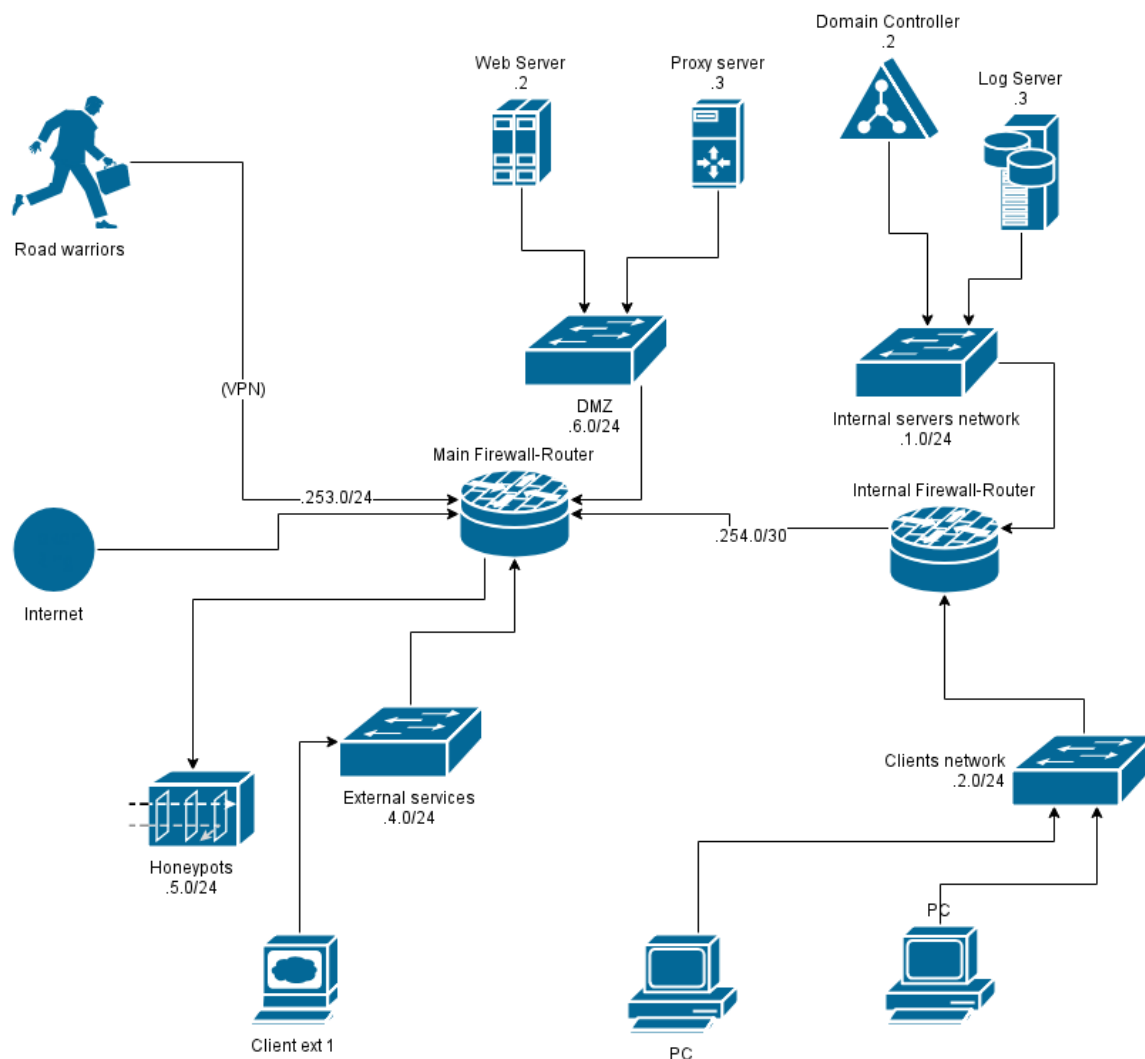 Domain Controller
.2
Web Server
.2
Proxy server
.3
Log Server
.3
Road warriors
(VPN)
DMZ
.6.0/24
Internal servers network
.1.0/24
Main Firewall-Router
Internal Firewall-Router
.253.0/24
.254.0/30
Internet
Clients network
.2.0/24
External services
.4.0/24
Honeypots
.5.0/24
PC
Client ext 1
PC